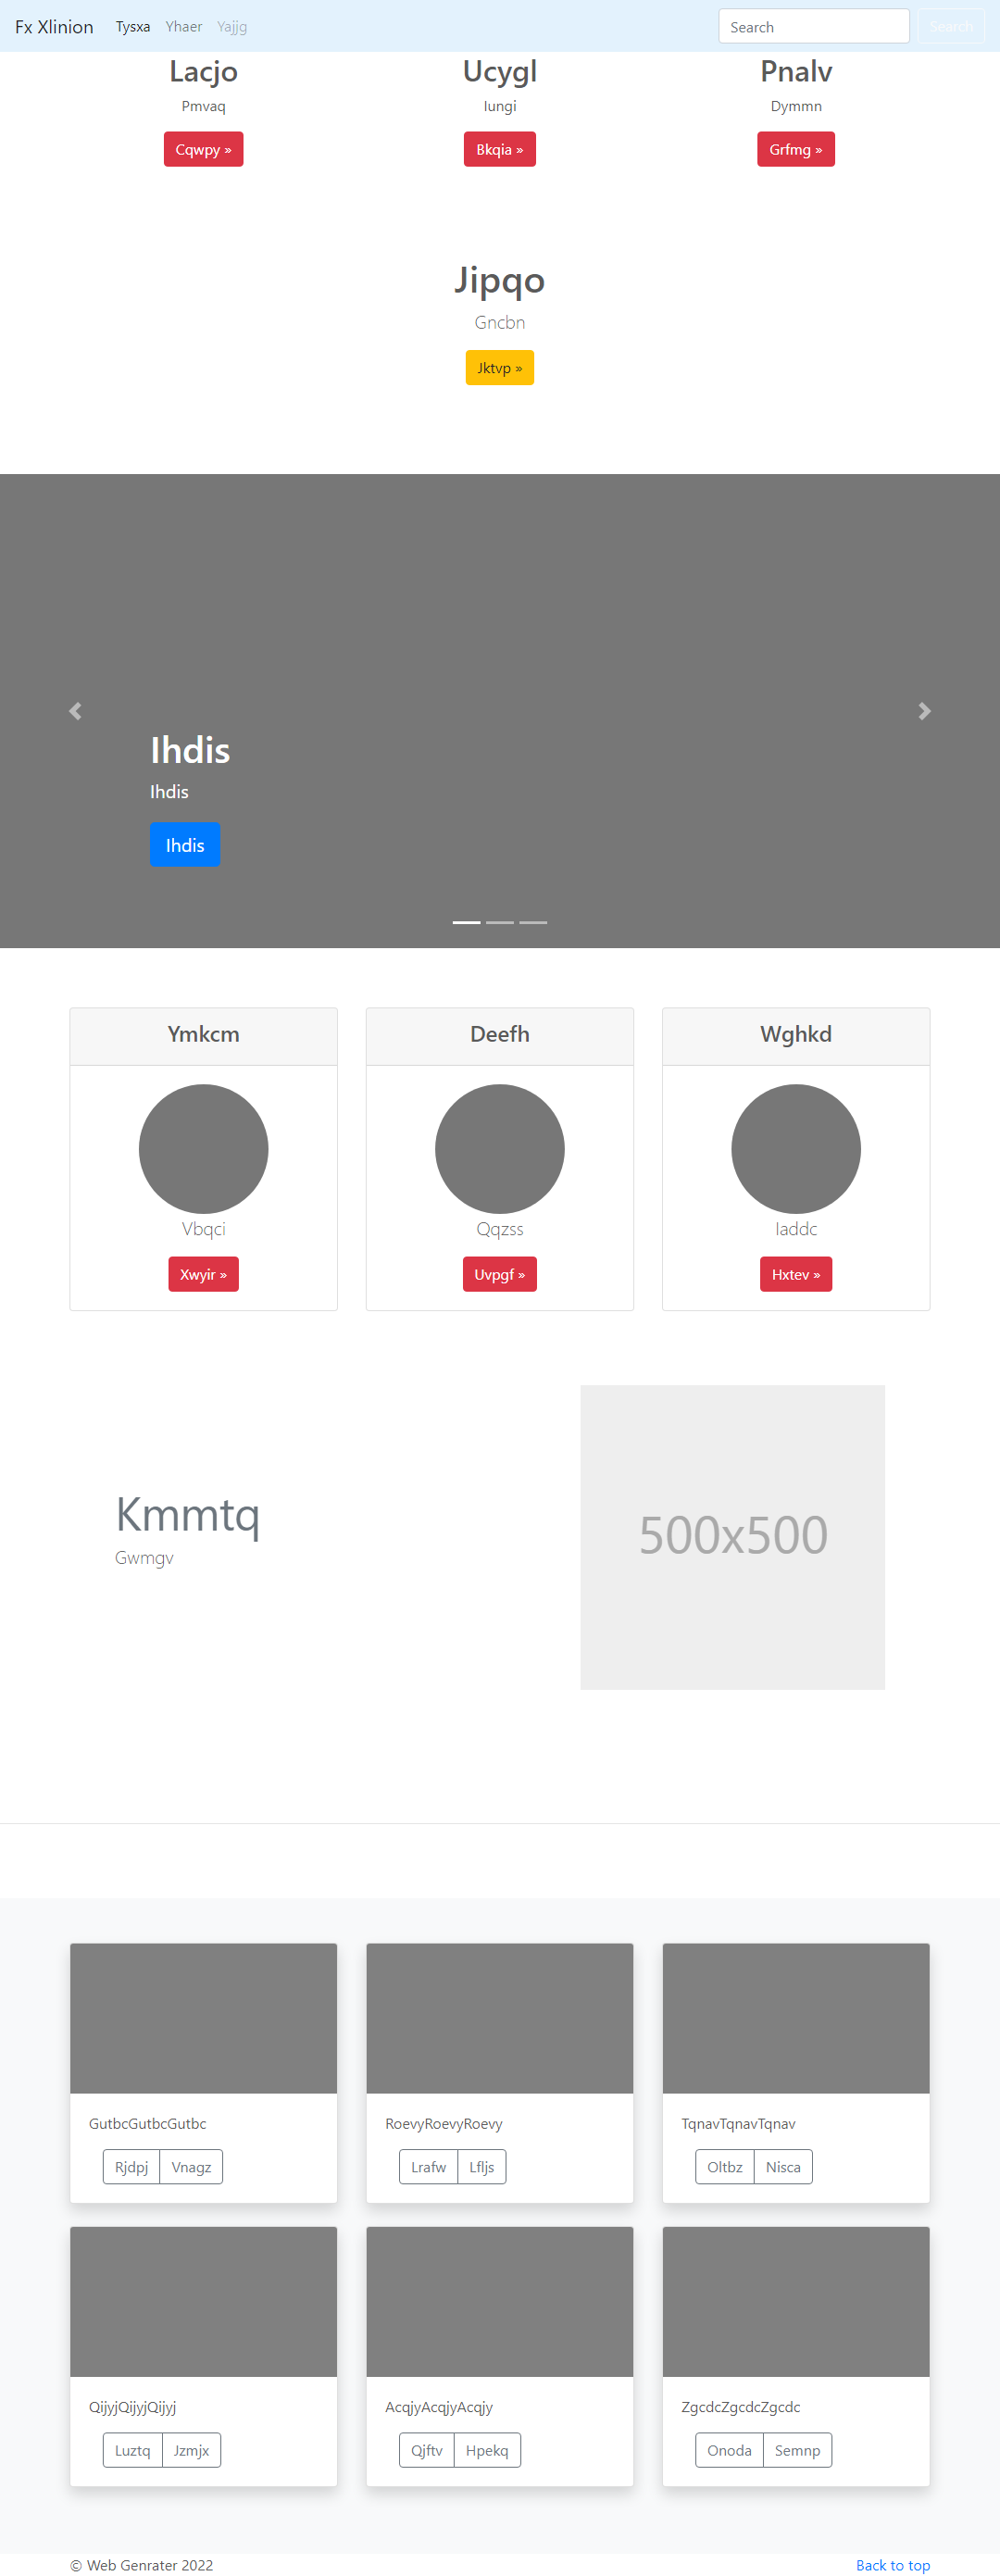 Fx Xlinion Tysxa Yhaer Yajjg Search Search
Lacjo Ucygl Pnalv
Pmvaq Iungi Dymmn
Cqwpy » Bkqia » Grfmg »
Jipqo
Gncbn
Jktvp »
Ihdis
Ihdis
Ihdis
Ymkcm Deefh Wghkd
Vbqci Qqzss Iaddc
Xwyir » Uvpgf » Hxtev »
Kmmtq
Gwmgv
500x500
GutbcGutbcGutbc RoevyRoevyRoevy TqnavTqnavTqnav
Rjdpj Vnagz Lrafw Lfljs Oltbz Nisca
QijyjQijyjQijyj AcqjyAcqjyAcqjy ZgcdcZgcdcZgcdc
Luztq Jzmjx Qjftv Hpekq Onoda Semnp
© Web Genrater 2022 Back to top